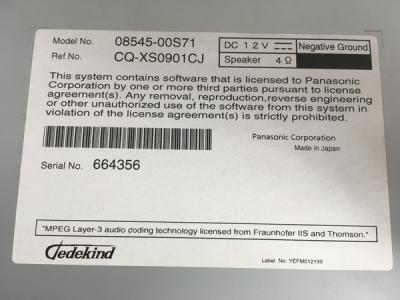 Model No. 08545-00S71
DC 12V Negative Ground
Ref.No. CQ-XS0901CJ
Speaker 4Ω
This system contains software that is licensed to Panasonic
Corporation by one or more third parties pursuant to license
agreement(s). Any removal, reproduction,reverse engineering
or other unauthorized use of the software from this system in
violation of the license agreement(s) is strictly prohibited.
Panasonic Corporation
Made in Japan
Serial No. 664356
"MPEG Layer-3 audio coding technology licensed from Fraunhofer IIS and Thomson."
Jedekind
Label No. YEFM012199